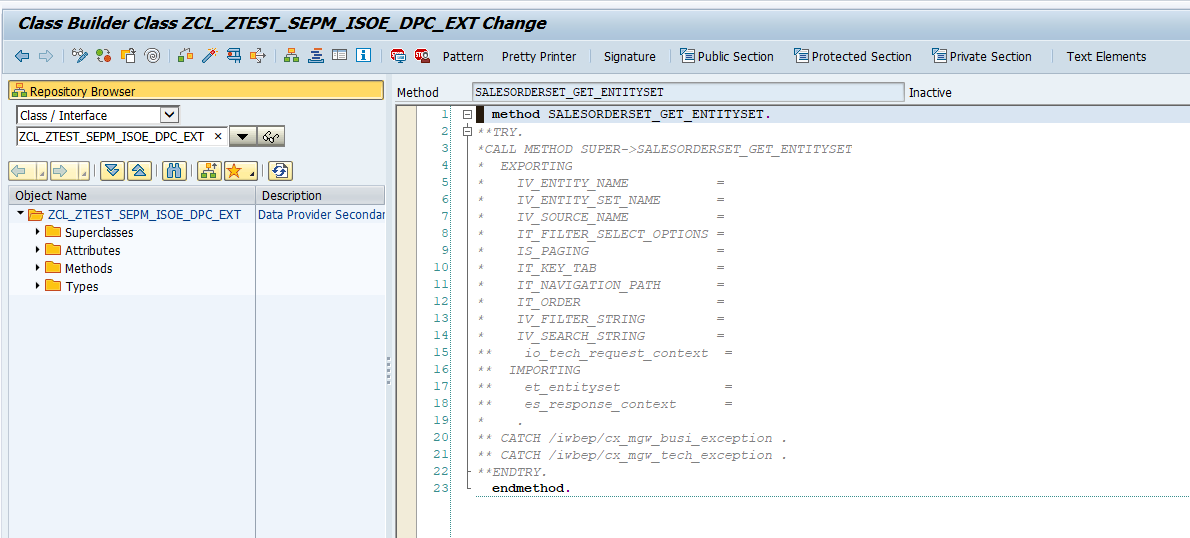 Class Builder Class ZCL_ZTEST_SEPM_ISOE_DPC_EXT Change
Pattern Pretty Printer Signature Public Section Protected Section Private Section Text Elements
Repository Browser
Class / Interface
ZCL_ZTEST_SEPM_ISOE_DPC_EXT
Object Name Description
ZCL_ZTEST_SEPM_ISOE_DPC_EXT Data Provider Secondar
Superclasses
Attributes
Methods
Types
Method SALESORDERSET_GET_ENTITYSET Inactive
1 method SALESORDERSET_GET_ENTITYSET.
2 **TRY.
3 *CALL METHOD SUPER->SALESORDERSET_GET_ENTITYSET
4 * EXPORTING
5 * IV_ENTITY_NAME =
6 * IV_ENTITY_SET_NAME =
7 * IV_SOURCE_NAME =
8 * IT_FILTER_SELECT_OPTIONS =
9 * IS_PAGING =
10 * IT_KEY_TAB =
11 * IT_NAVIGATION_PATH =
12 * IT_ORDER =
13 * IV_FILTER_STRING =
14 * IV_SEARCH_STRING =
15 ** io_tech_request_context =
16 ** IMPORTING
17 ** et_entityset =
18 ** es_response_context =
19 * .
20 ** CATCH /iwbep/cx_mgw_busi_exception .
21 ** CATCH /iwbep/cx_mgw_tech_exception .
22 **ENDTRY.
23 endmethod.